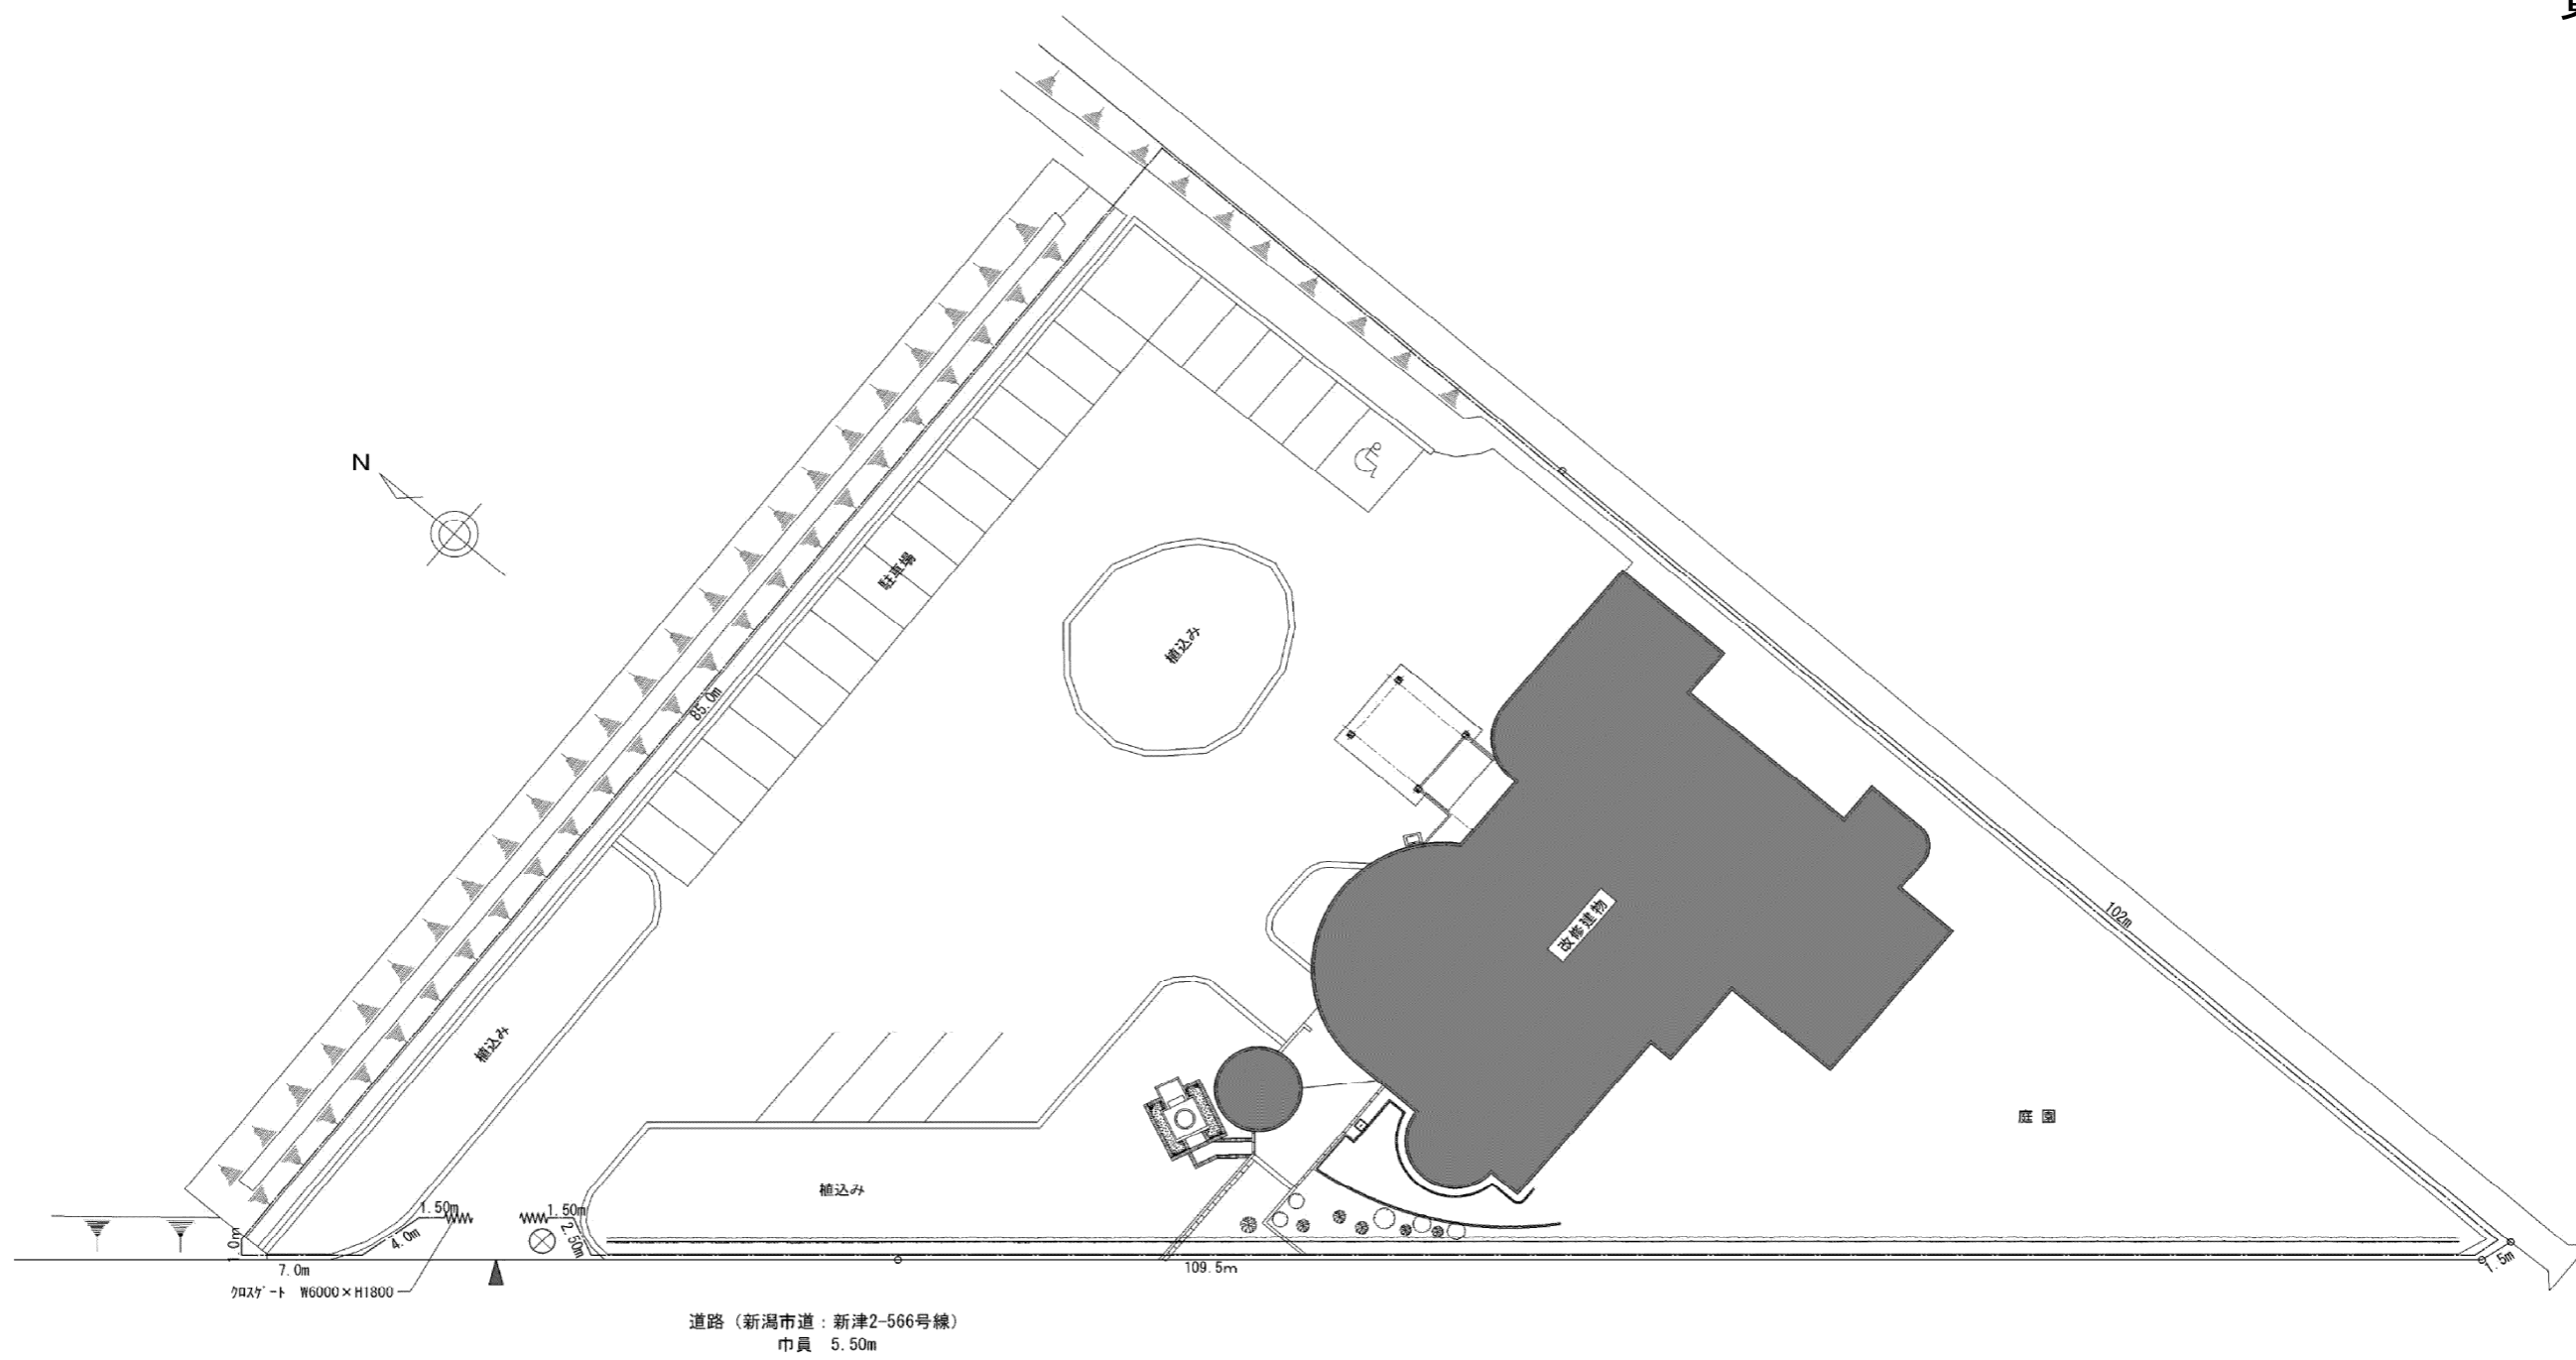 N
駐車場
植込み
85.0m
改修建物
102m
植込み
庭園
植込み
1.50m
1.50m
4.0m
2.50m
7.0m
109.5m
1.5m
クロスゲート W6000×H1800
道路（新潟市道：新津2-566号線）
巾員 5.50m